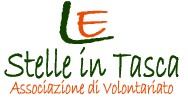 LE
Stelle in Tasca
Associazione di Volontariato